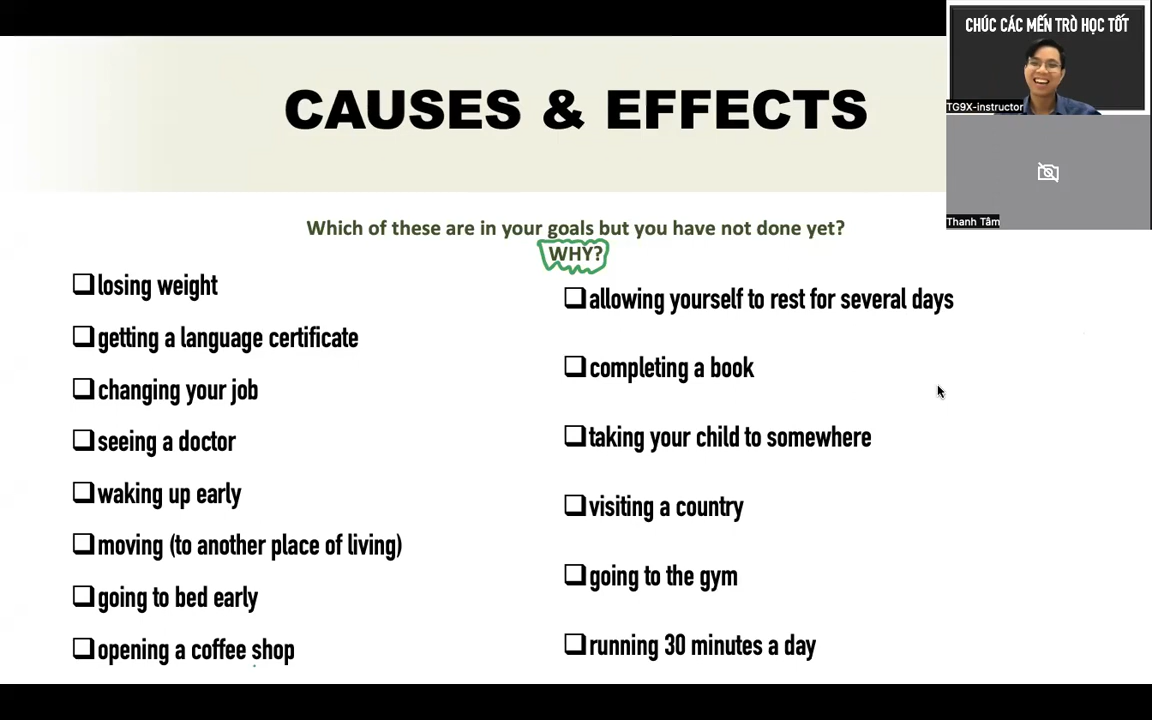 CHÚC CÁC MẾN TRÒ HỌC TỐT
TG9X-instructor
Thanh Tâm
CAUSES & EFFECTS
Which of these are in your goals but you have not done yet?
WHY?
❑losing weight
❑getting a language certificate
❑changing your job
❑seeing a doctor
❑waking up early
❑moving (to another place of living)
❑going to bed early
❑opening a coffee shop
❑allowing yourself to rest for several days
❑completing a book
❑taking your child to somewhere
❑visiting a country
❑going to the gym
❑running 30 minutes a day